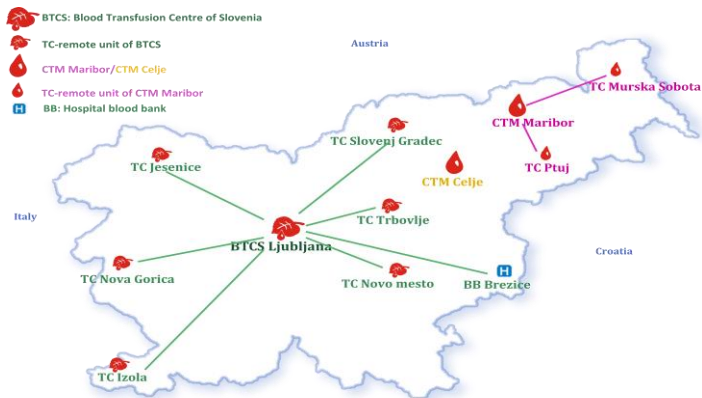 BTCS: Blood Transfusion Centre of Slovenia
TC-remote unit of BTCS
CTM Maribor/CTM Celje
TC-remote unit of CTM Maribor
H BB: Hospital blood bank
Austria
TC Murska Sobota
CTM Maribor
TC Slovenj Gradec
TC Jesenice
TC Ptuj
CTM Celje
Italy
TC Trbovlje
BTCS Ljubljana
Croatia
TC Nova Gorica
TC Novo mesto
H
BB Brezice
TC Izola